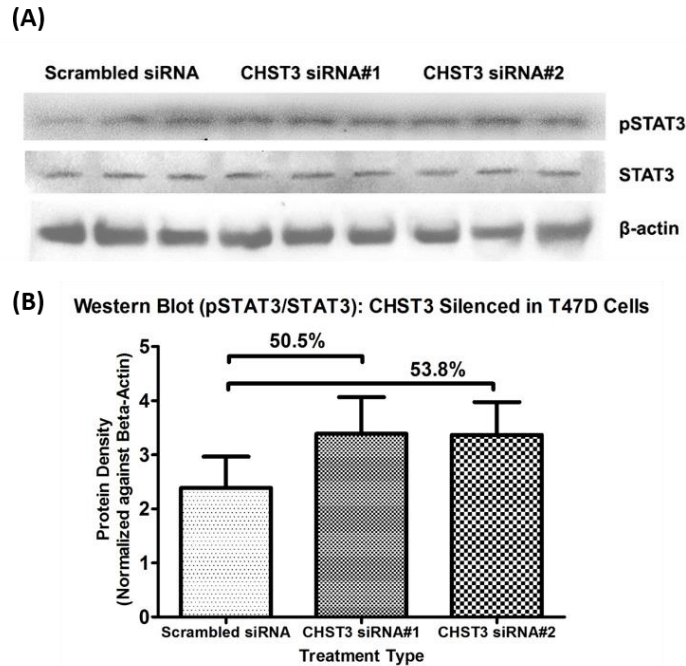 (A)
Scrambled siRNA CHST3 siRNA#1 CHST3 siRNA#2
pSTAT3
STAT3
β-actin
(B)
Western Blot (pSTAT3/STAT3): CHST3 Silenced in T47D Cells
50.5%
53.8%
Protein Density
(Normalized against Beta-Actin)
5
4
3
2
1
0
Scrambled siRNA CHST3 siRNA#1 CHST3 siRNA#2
Treatment Type